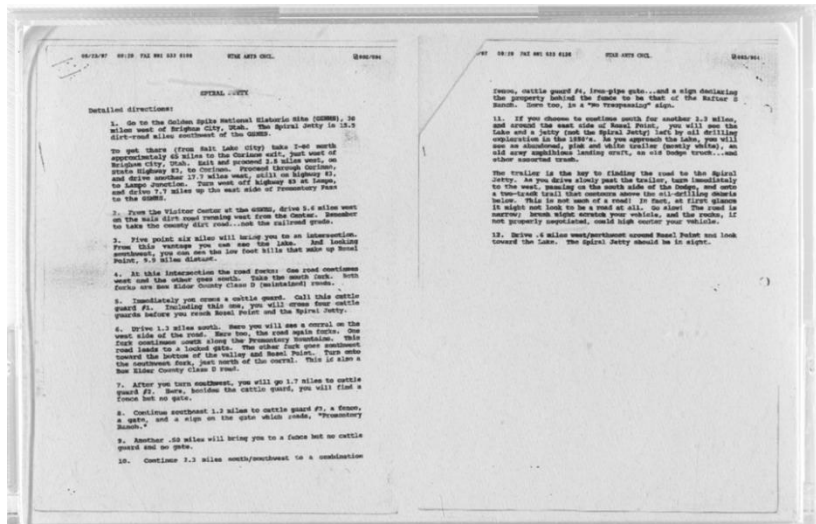 FAX 801 533 6196 UTAH ARTS CNCL.
SPIRAL JETTY
Detailed directions:
1. Go to the Golden Spike National Historic Site (GSNHS), 30
miles west of Brigham City, Utah. The Spiral Jetty is 15.5
dirt-road miles southwest of the GSNHS.
To get there (from Salt Lake City) take I-80 north
approximately 65 miles to the Corinne exit, just west of
Brigham City, Utah. Exit and proceed 2.5 miles west, on
State Highway 83, to Corinne. Proceed through Corinne,
and drive another 17.7 miles west, still on highway 83,
to Lampo Junction. Turn west off highway 83 at Lampo,
and drive 7.7 miles up the east side of Promontory Pass
to the GSNHS.
2. From the Visitor Center at the GSNHS, drive 5.6 miles west
on the main dirt road running west from the Center. Remember
to take the county dirt road...not the railroad grade.
3. Five point six miles will bring you to an intersection.
From this vantage you can see the lake. And looking
southwest, you can see the low foot hills that make up Rozel
Point, 9.9 miles distant.
4. At this intersection the road forks. One road continues
west and the other goes south. Take the south fork. Both
forks are Box Elder County Class D (maintained) roads.
5. Immediately you cross a cattle guard. Call this cattle
guard #1. Including this one, you will cross four cattle
guards before you reach Rozel Point and the Spiral Jetty.
6. Drive 1.3 miles south. Here you will see a corral on the
west side of the road. Here too, the road again forks. One
fork continues south along the Promontory Mountains. This
road leads to a locked gate. The other fork goes southwest
toward the bottom of the valley and Rozel Point. Turn onto
the southwest fork, just north of the corral. This is also a
Box Elder County Class D road.
7. After you turn southwest, you will go 1.7 miles to cattle
guard #2. Here, besides the cattle guard, you will find a
fence but no gate.
8. Continue southwest 1.2 miles to cattle guard #3, a fence,
a gate, and a sign on the gate which reads, "Promontory
Ranch."
9. Another .50 miles will bring you to a fence but no cattle
guard and no gate.
10. Continue 2.3 miles south/southwest to a combination
UTAH ARTS CNCL.
fence, cattle guard #4, iron-pipe gate...and a sign declaring
the property behind the fence to be that of the Rafter S
Ranch. Here too, is a "No Trespassing" sign.
11. If you choose to continue south for another 2.3 miles,
and around the east side of Rozel Point, you will see the
Lake and a jetty (not the Spiral Jetty) left by oil drilling
exploration in the 1950's. As you approach the Lake, you will
see an abandoned, pink and white trailer (mostly white), an
old army amphibious landing craft, an old Dodge truck...and
other assorted trash.
The trailer is the key to finding the road to the Spiral
Jetty. As you drive slowly past the trailer, turn immediately
to the west, passing on the south side of the Dodge, and onto
a two-track trail that contours above the oil-drilling debris
below. This is not much of a road! In fact, at first glance
it might not look to be a road at all. Go slow! The road is
narrow; brush might scratch your vehicle, and the rocks, if
not properly negotiated, could high center your vehicle.
12. Drive .6 miles west/northwest around Rozel Point and look
toward the Lake. The Spiral Jetty should be in sight.